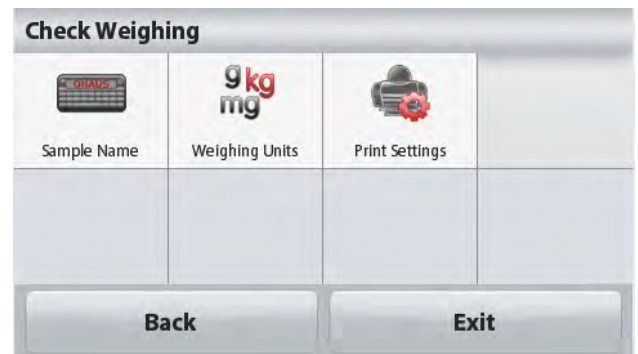 Check Weighing
OHAUS
g kg
mg
Sample Name
Weighing Units
Print Settings
Back
Exit